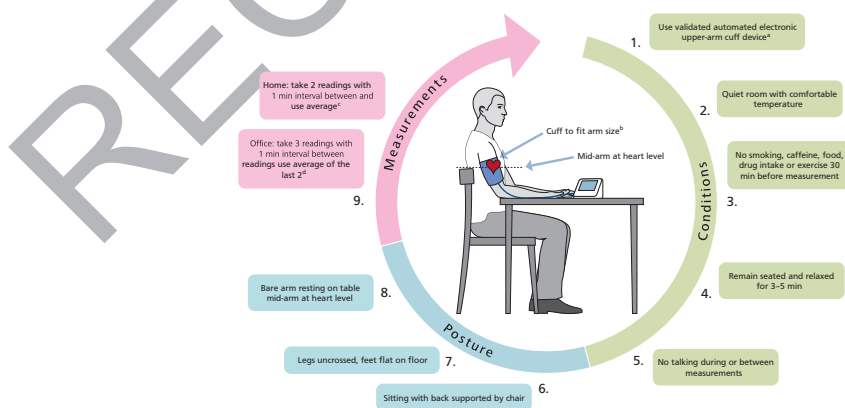 REC
1.
Use validated automated electronic
upper-arm cuff deviceᵃ
2.
Quiet room with comfortable
temperature
No smoking, caffeine, food,
drug intake or exercise 30
min before measurement
3.
Conditions
4.
Remain seated and relaxed
for 3–5 min
5.
No talking during or between
measurements
6.
Sitting with back supported by chair
7.
Legs uncrossed, feet flat on floor
Posture
8.
Bare arm resting on table
mid-arm at heart level
9.
Office: take 3 readings with
1 min interval between
readings use average of the
last 2ᵈ
Home: take 2 readings with
1 min interval between and
use averageᶜ
Measurements
Cuff to fit arm sizeᵇ
Mid-arm at heart level